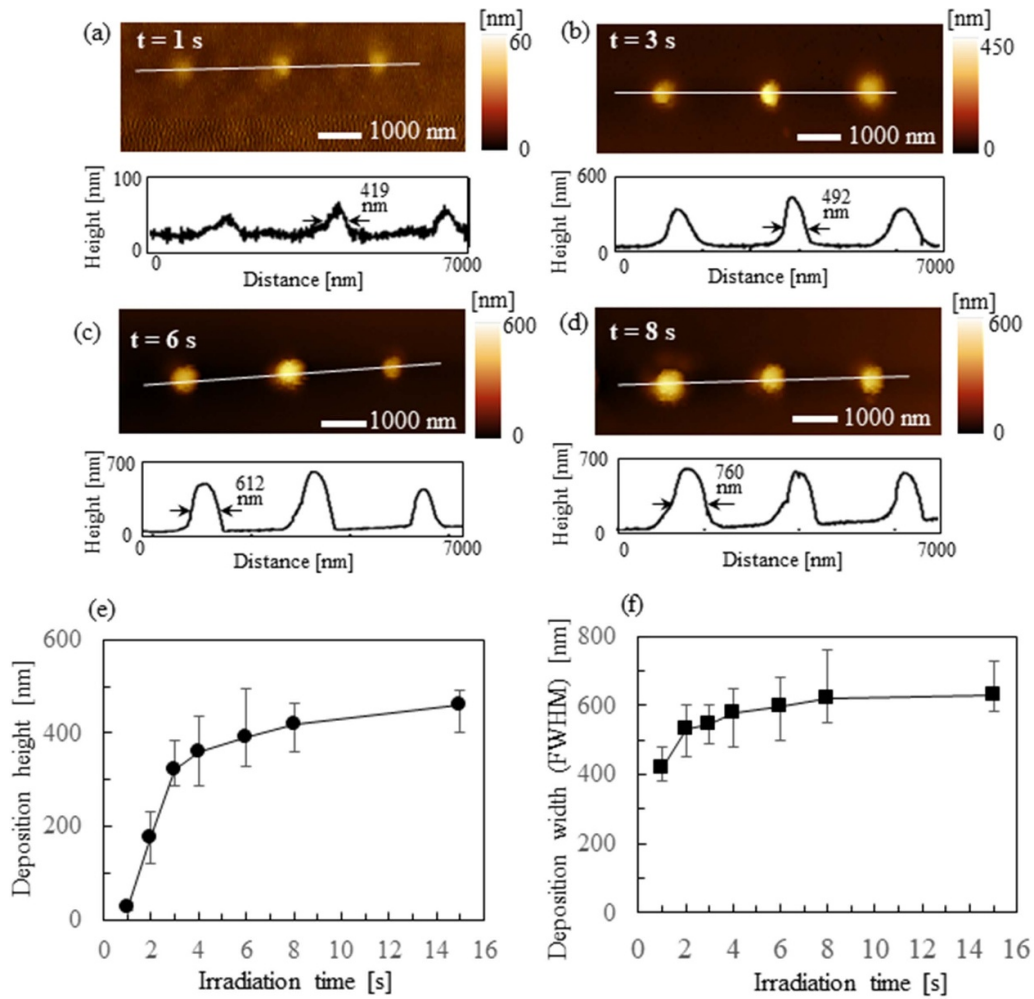 (a)
t = 1 s
1000 nm
[nm]
60
0
(b)
t = 3 s
1000 nm
[nm]
450
0
Height [nm]
100
0
419
nm
0
7000
Distance [nm]
Height [nm]
600
0
492
nm
0
7000
Distance [nm]
(c)
t = 6 s
1000 nm
[nm]
600
0
(d)
t = 8 s
1000 nm
[nm]
600
0
Height [nm]
700
0
612
nm
0
7000
Distance [nm]
Height [nm]
700
0
760
nm
0
7000
Distance [nm]
(e)
Deposition height [nm]
600
400
200
0
0 2 4 6 8 10 12 14 16
Irradiation time [s]
(f)
Deposition width (FWHM) [nm]
800
600
400
200
0
0 2 4 6 8 10 12 14 16
Irradiation time [s]